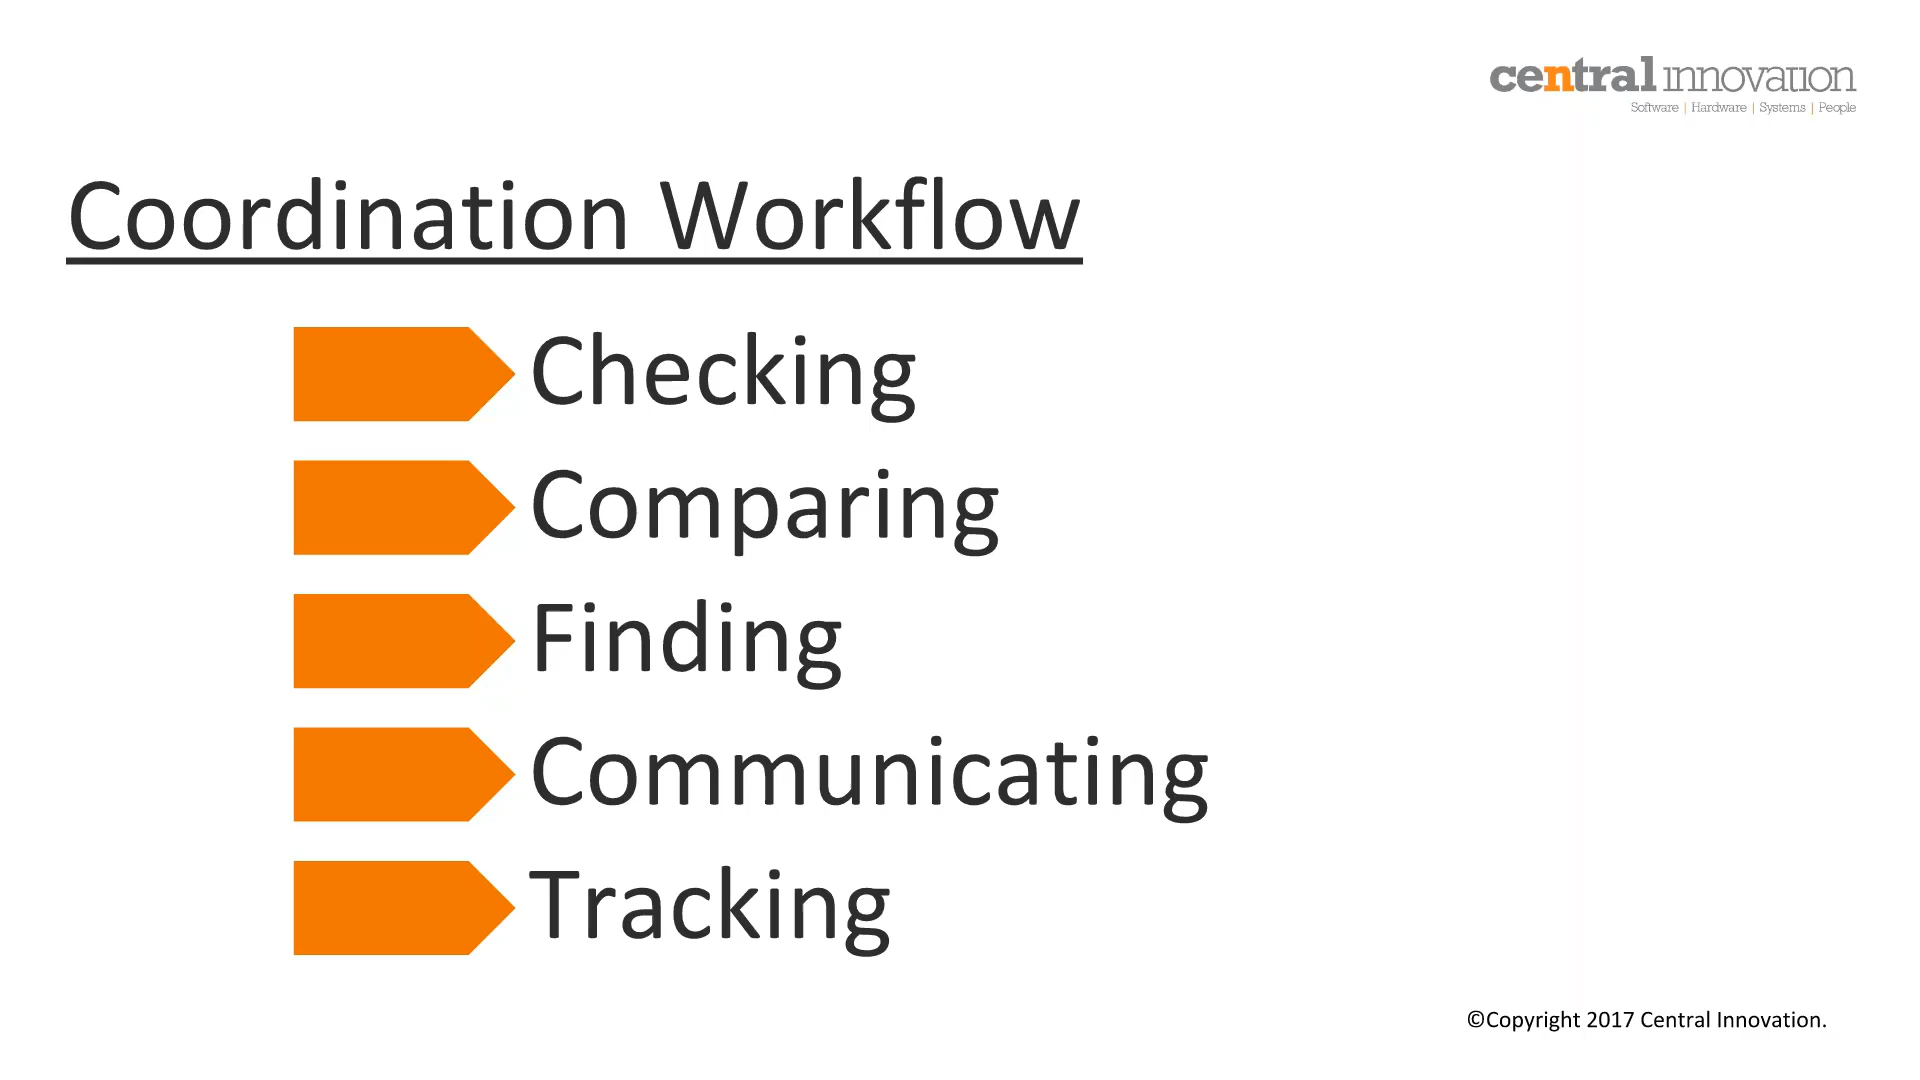 central innovation
Software | Hardware | Systems | People
Coordination Workflow
Checking
Comparing
Finding
Communicating
Tracking
©Copyright 2017 Central Innovation.